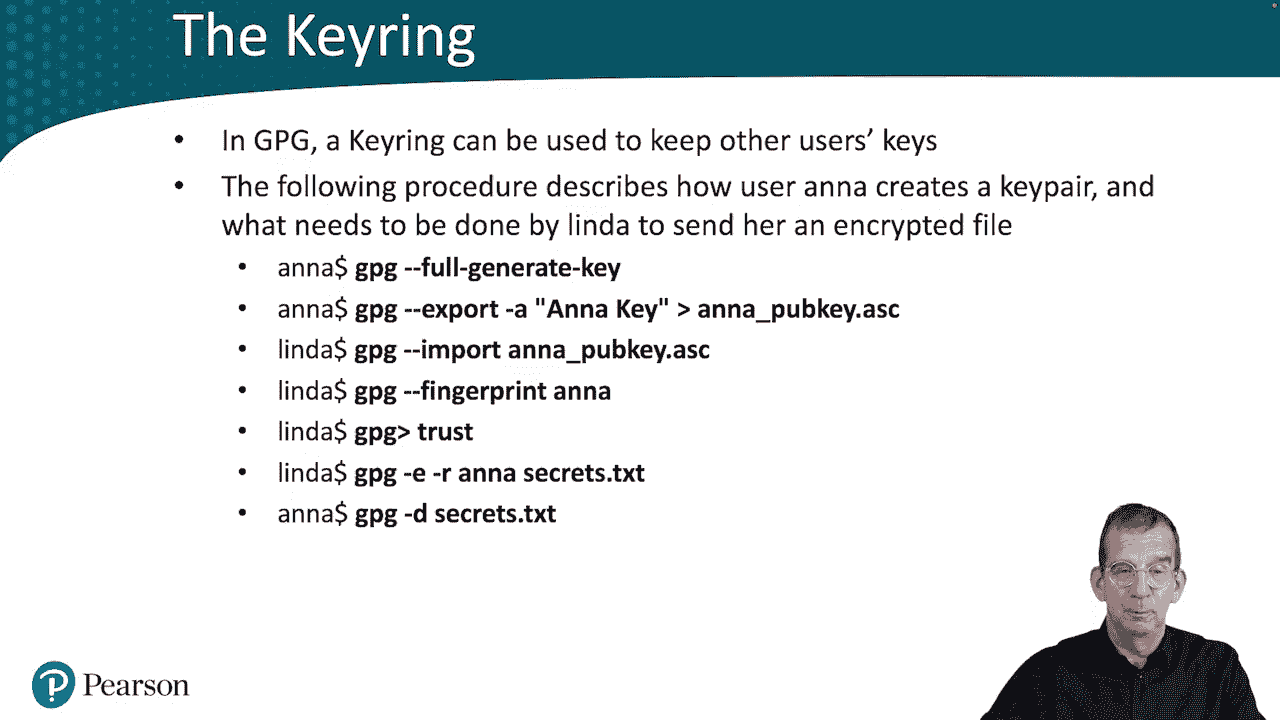 The Keyring
• In GPG, a Keyring can be used to keep other users’ keys
• The following procedure describes how user anna creates a keypair, and
what needs to be done by linda to send her an encrypted file
• anna$ gpg --full-generate-key
• anna$ gpg --export -a "Anna Key" > anna_pubkey.asc
• linda$ gpg --import anna_pubkey.asc
• linda$ gpg --fingerprint anna
• linda$ gpg> trust
• linda$ gpg -e -r anna secrets.txt
• anna$ gpg -d secrets.txt
Pearson